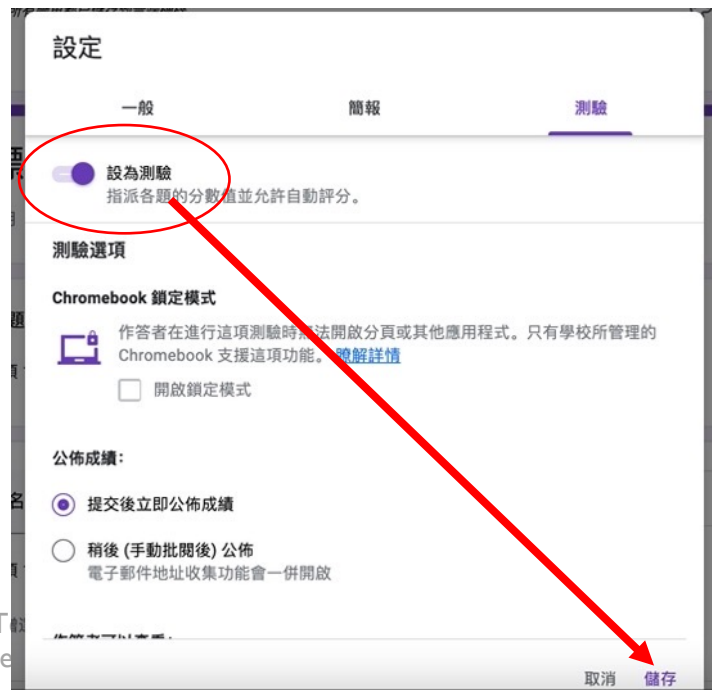 設定
一般
簡報
測驗
設為測驗
指派各題的分數值並允許自動評分。
測驗選項
Chromebook 鎖定模式
作答者在進行這項測驗時無法開啟分頁或其他應用程式。只有學校所管理的
Chromebook 支援這項功能。 瞭解詳情
開啟鎖定模式
公佈成績:
提交後立即公佈成績
稍後 (手動批閱後) 公佈
電子郵件地址收集功能會一併開啟
取消
儲存